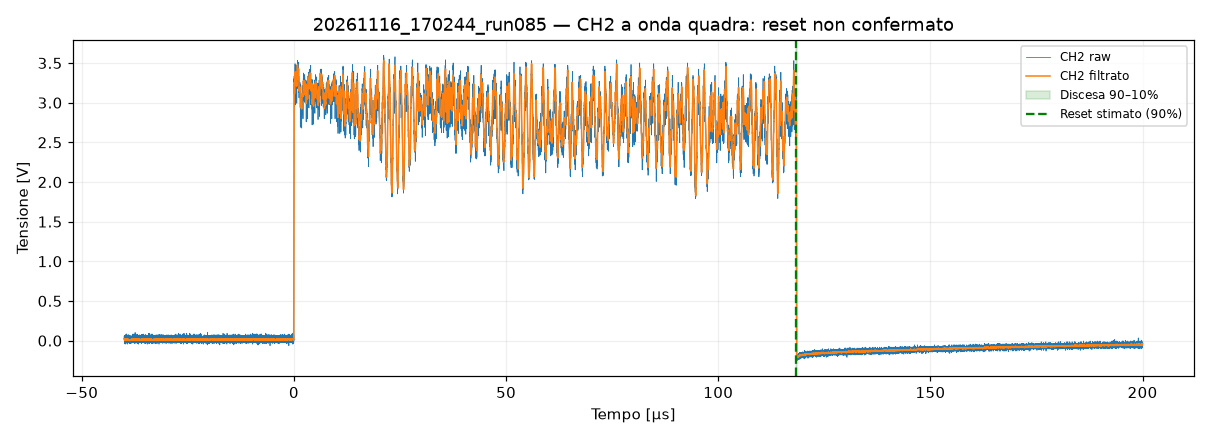 20261116_170244_run085 — CH2 a onda quadra: reset non confermato
CH2 raw
CH2 filtrato
Discesa 90–10%
Reset stimato (90%)
Tensione [V]
3.5
3.0
2.5
2.0
1.5
1.0
0.5
0.0
−50
0
50
100
150
200
Tempo [µs]